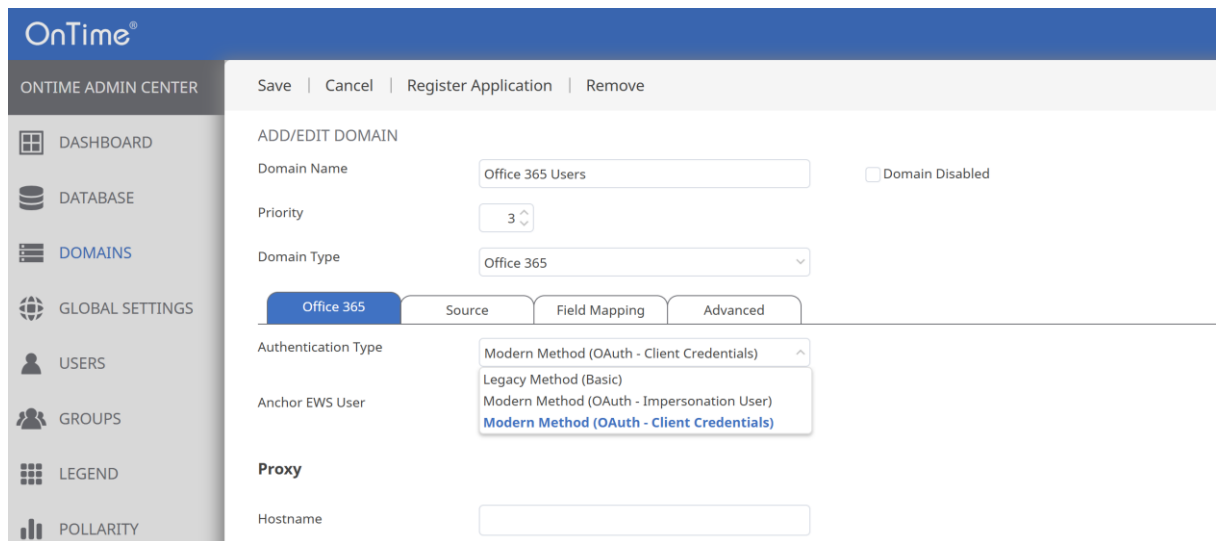 OnTime®
ONTIME ADMIN CENTER
Save | Cancel | Register Application | Remove
DASHBOARD
DATABASE
DOMAINS
GLOBAL SETTINGS
USERS
GROUPS
LEGEND
POLLARITY
ADD/EDIT DOMAIN
Domain Name
Office 365 Users
Domain Disabled
Priority
3
Domain Type
Office 365
Office 365
Source
Field Mapping
Advanced
Authentication Type
Modern Method (OAuth - Client Credentials)
Legacy Method (Basic)
Modern Method (OAuth - Impersonation User)
Modern Method (OAuth - Client Credentials)
Anchor EWS User
Proxy
Hostname